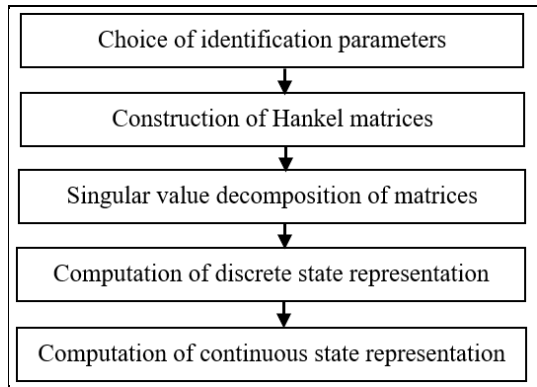 Choice of identification parameters
Construction of Hankel matrices
Singular value decomposition of matrices
Computation of discrete state representation
Computation of continuous state representation